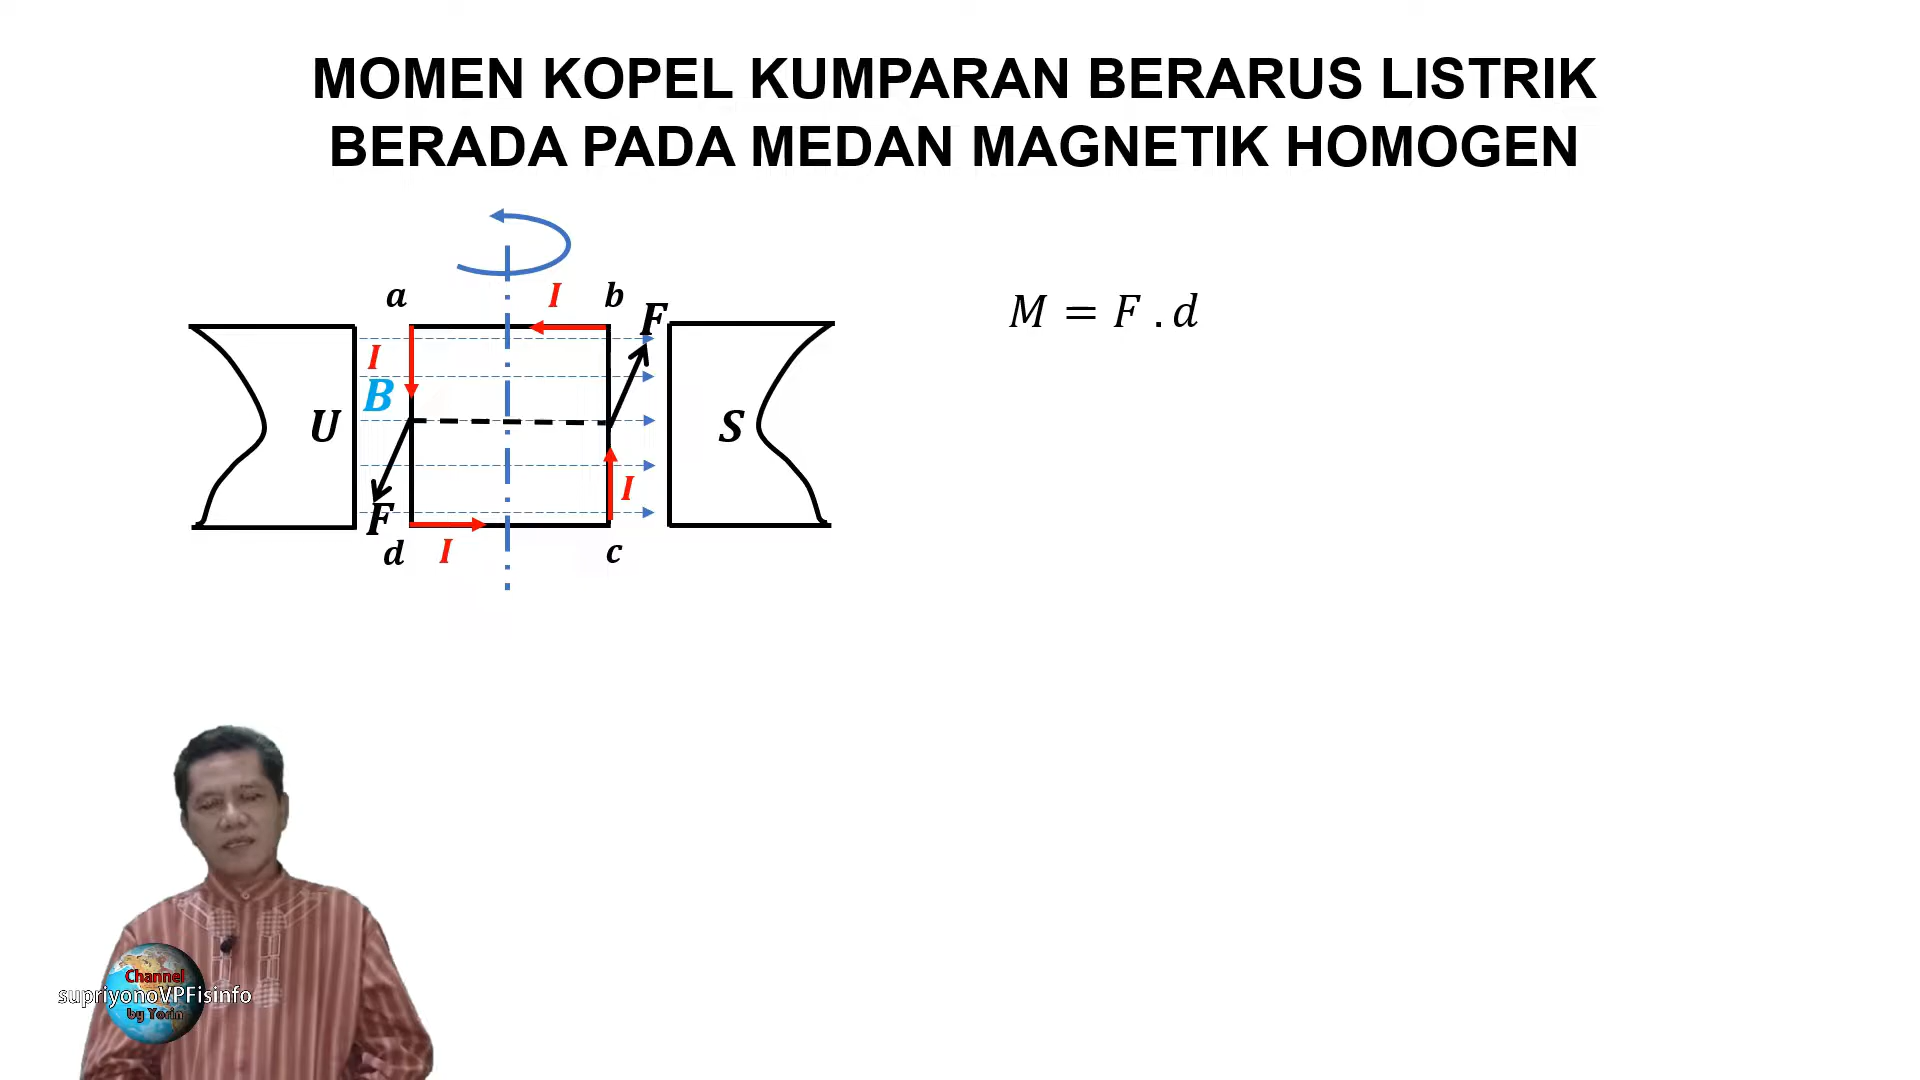 MOMEN KOPEL KUMPARAN BERARUS LISTRIK
BERADA PADA MEDAN MAGNETIK HOMOGEN
a
I
b
F
I
B
U
S
I
F
d
I
c
M = F . d
Channel
supriyonoVPFisinfo
by Yorin